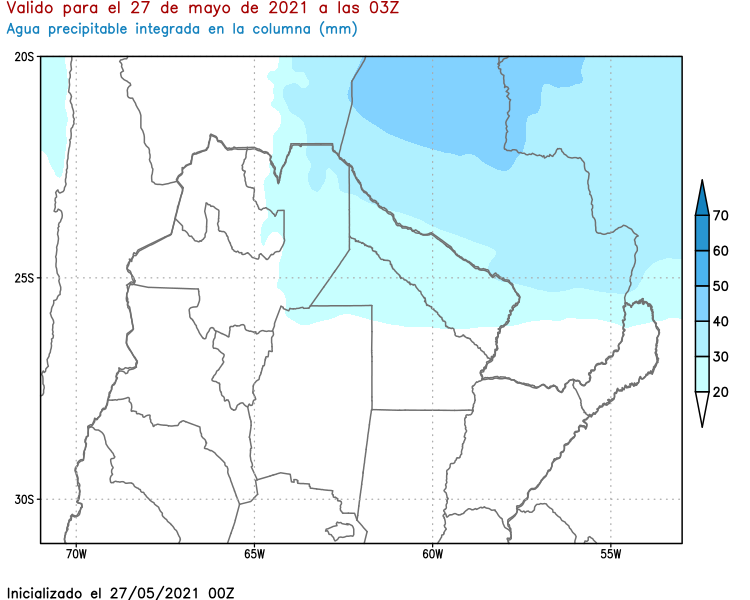 Valido para el 27 de mayo de 2021 a las 03Z
Agua precipitable integrada en la columna (mm)
20S
25S
30S
70W
65W
60W
55W
70
60
50
40
30
20
Inicializado el 27/05/2021 00Z